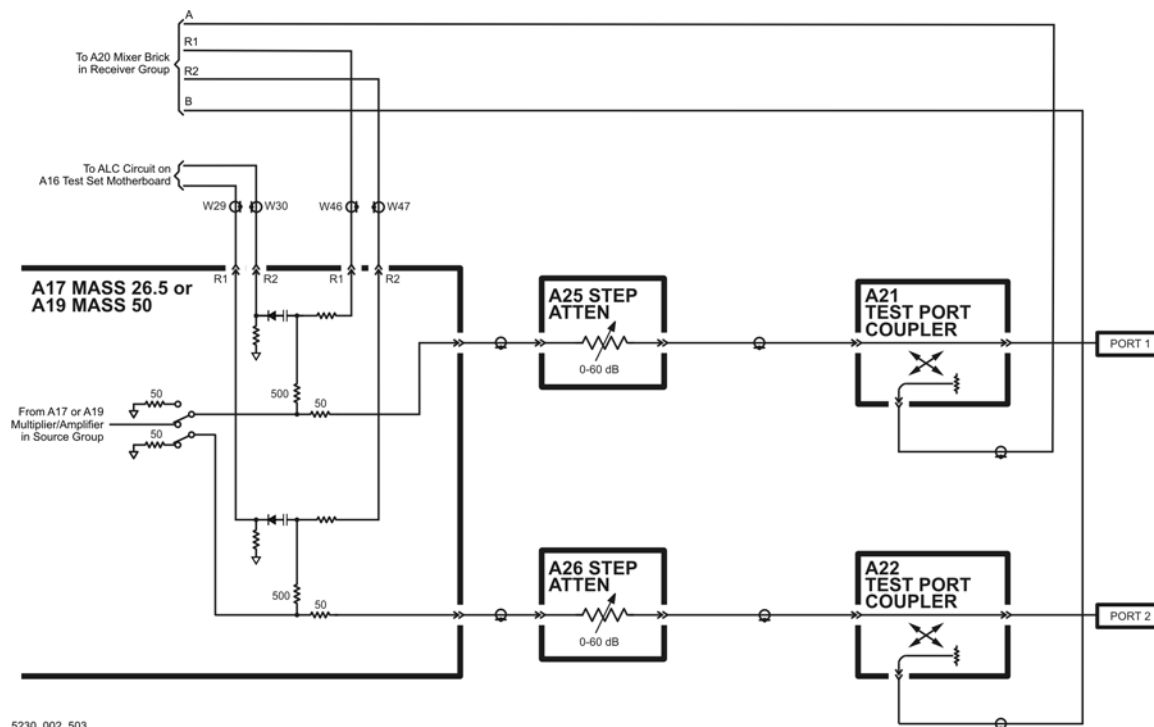 A
R1
To A20 Mixer Brick
in Receiver Group
R2
B
To ALC Circuit on
A16 Test Set Motherboard
W29
W30
W46
W47
R1
R2
R1
R2
A17 MASS 26.5 or
A19 MASS 50
A25 STEP
ATTEN
0-60 dB
A21
TEST PORT
COUPLER
PORT 1
500
50
50
From A17 or A19
Multiplier/Amplifier
in Source Group
50
500
50
A26 STEP
ATTEN
0-60 dB
A22
TEST PORT
COUPLER
PORT 2
5230_002_503